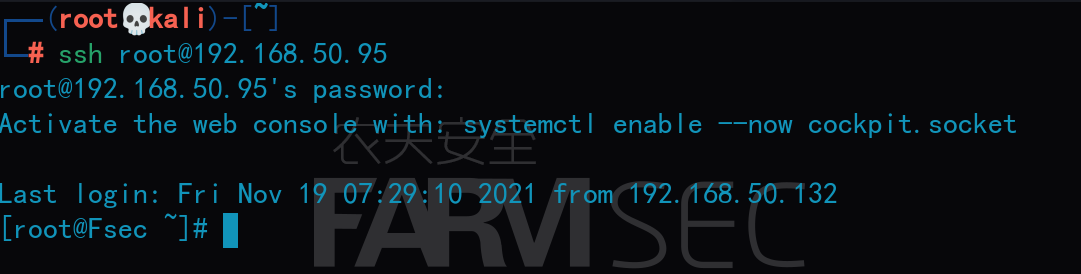 ┌──(root💀kali)-[~]
└─# ssh root@192.168.50.95
root@192.168.50.95's password:
Activate the web console with: systemctl enable --now cockpit.socket
农夫安全
Last login: Fri Nov 19 07:29:10 2021 from 192.168.50.132
FARMSEC
[root@Fsec ~]#